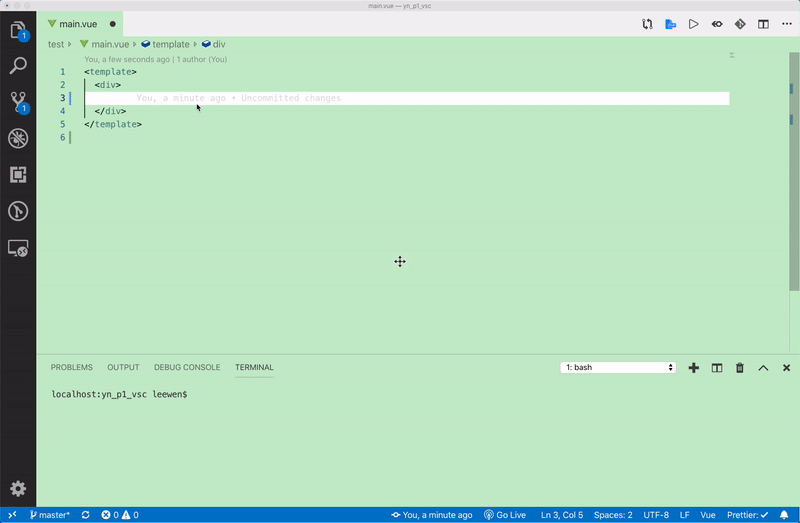 main.vue — yn_p1_vsc
main.vue
test main.vue template div
You, a few seconds ago | 1 author (You)
1 <template>
2 <div>
3 You, a minute ago • Uncommitted changes
4 </div>
5 </template>
6
1
1
PROBLEMS OUTPUT DEBUG CONSOLE TERMINAL 1: bash
localhost:yn_p1_vsc leewen$
master* 0 0 You, a minute ago Go Live Ln 3, Col 5 Spaces: 2 UTF-8 LF Vue Prettier: ✓